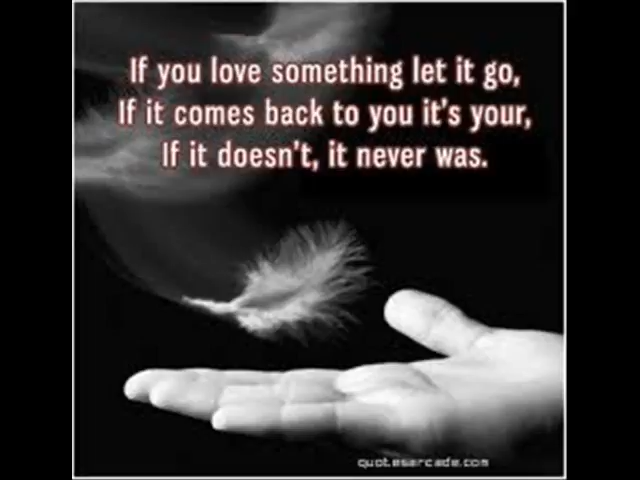 If you love something let it go,
If it comes back to you it's your,
If it doesn't, it never was.
quotesarcade.com